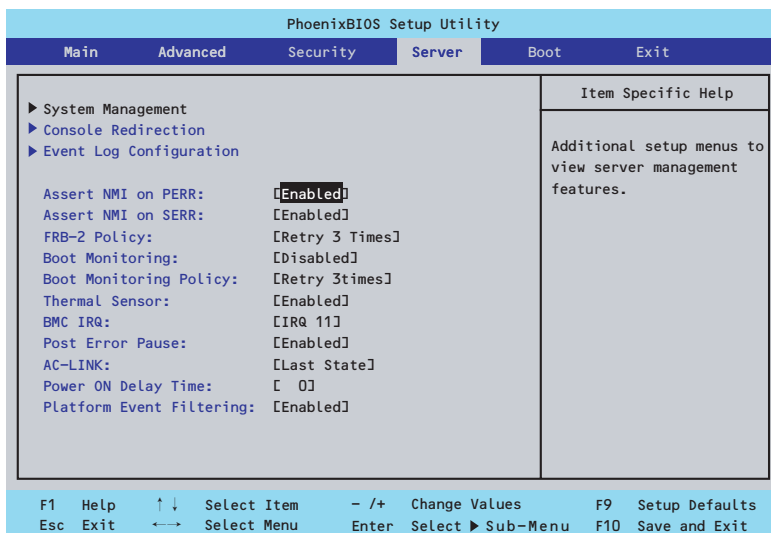 PhoenixBIOS Setup Utility
Main Advanced Security Server Boot Exit
▶ System Management
▶ Console Redirection
▶ Event Log Configuration
Assert NMI on PERR: [Enabled]
Assert NMI on SERR: [Enabled]
FRB-2 Policy: [Retry 3 Times]
Boot Monitoring: [Disabled]
Boot Monitoring Policy: [Retry 3times]
Thermal Sensor: [Enabled]
BMC IRQ: [IRQ 11]
Post Error Pause: [Enabled]
AC-LINK: [Last State]
Power ON Delay Time: [ 0]
Platform Event Filtering: [Enabled]
Item Specific Help
Additional setup menus to
view server management
features.
F1 Help ↑↓ Select Item - /+ Change Values F9 Setup Defaults
Esc Exit ←→ Select Menu Enter Select ▶ Sub-Menu F10 Save and Exit